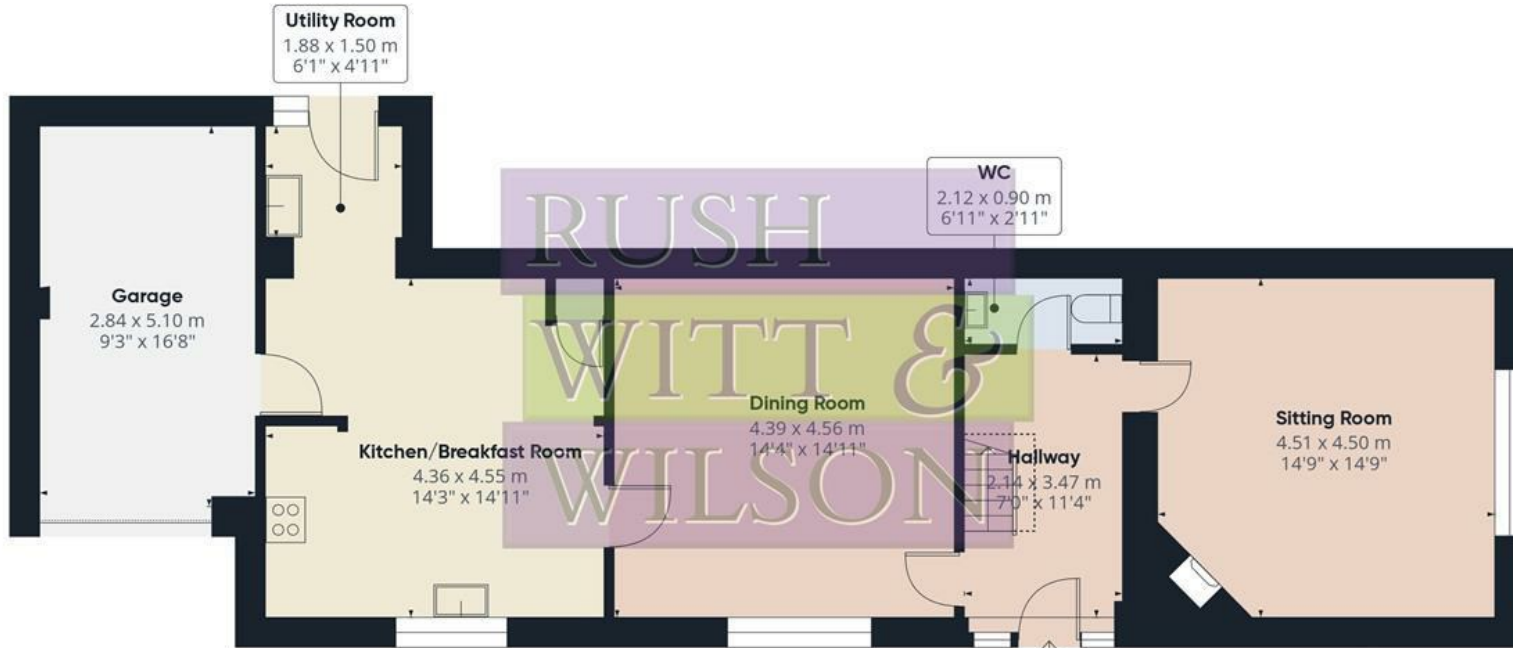 Utility Room
1.88 x 1.50 m
6'1" x 4'11"
WC
2.12 x 0.90 m
6'11" x 2'11"
RUSH
WITT &
WILSON
Garage
2.84 x 5.10 m
9'3" x 16'8"
Kitchen/Breakfast Room
4.36 x 4.55 m
14'3" x 14'11"
Dining Room
4.39 x 4.56 m
14'4" x 14'11"
Hallway
2.14 x 3.47 m
7'0" x 11'4"
Sitting Room
4.51 x 4.50 m
14'9" x 14'9"